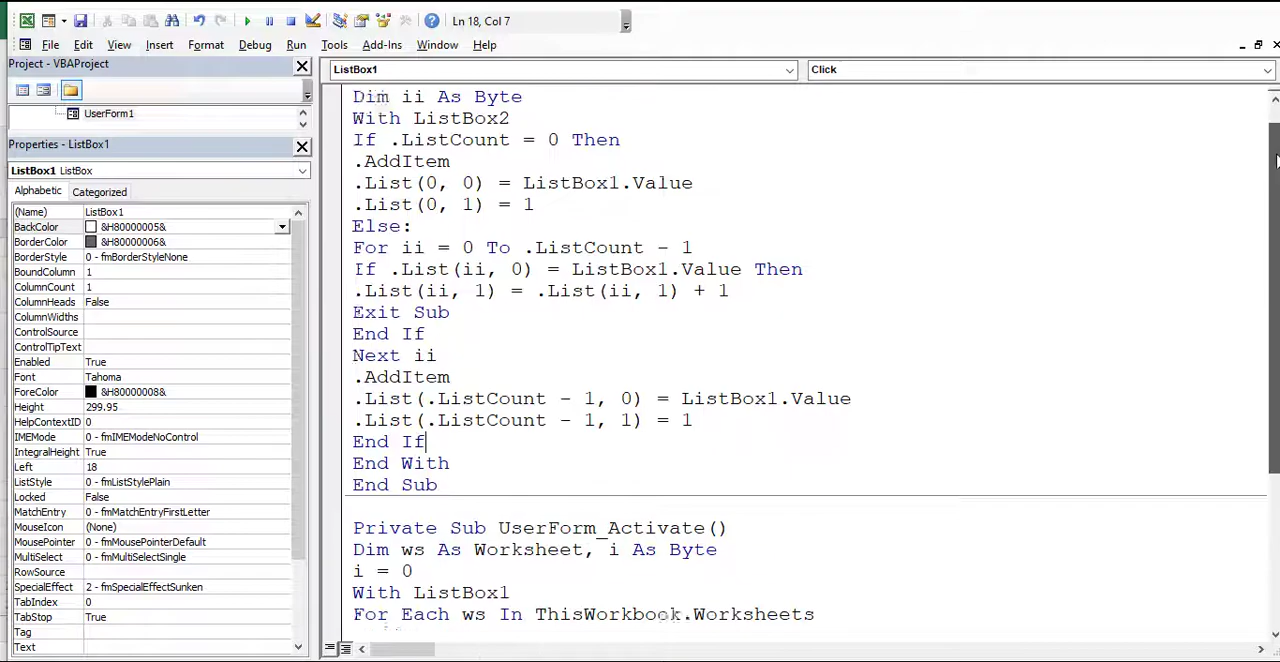 Ln 18, Col 7
File Edit View Insert Format Debug Run Tools Add-Ins Window Help
Project - VBAProject
UserForm1
Properties - ListBox1
ListBox1 ListBox
Alphabetic Categorized
(Name) ListBox1
BackColor &H80000005&
BorderColor &H80000006&
BorderStyle 0 - fmBorderStyleNone
BoundColumn 1
ColumnCount 1
ColumnHeads False
ColumnWidths
ControlSource
ControlTipText
Enabled True
Font Tahoma
ForeColor &H80000008&
Height 299.95
HelpContextID 0
IMEMode 0 - fmIMEModeNoControl
IntegralHeight True
Left 18
ListStyle 0 - fmListStylePlain
Locked False
MatchEntry 0 - fmMatchEntryFirstLetter
MouseIcon (None)
MousePointer 0 - fmMousePointerDefault
MultiSelect 0 - fmMultiSelectSingle
RowSource
SpecialEffect 2 - fmSpecialEffectSunken
TabIndex 0
TabStop True
Tag
Text
ListBox1 Click
Dim ii As Byte
With ListBox2
If .ListCount = 0 Then
.AddItem
.List(0, 0) = ListBox1.Value
.List(0, 1) = 1
Else:
For ii = 0 To .ListCount - 1
If .List(ii, 0) = ListBox1.Value Then
.List(ii, 1) = .List(ii, 1) + 1
Exit Sub
End If
Next ii
.AddItem
.List(.ListCount - 1, 0) = ListBox1.Value
.List(.ListCount - 1, 1) = 1
End If
End With
End Sub
Private Sub UserForm_Activate()
Dim ws As Worksheet, i As Byte
i = 0
With ListBox1
For Each ws In ThisWorkbook.Worksheets